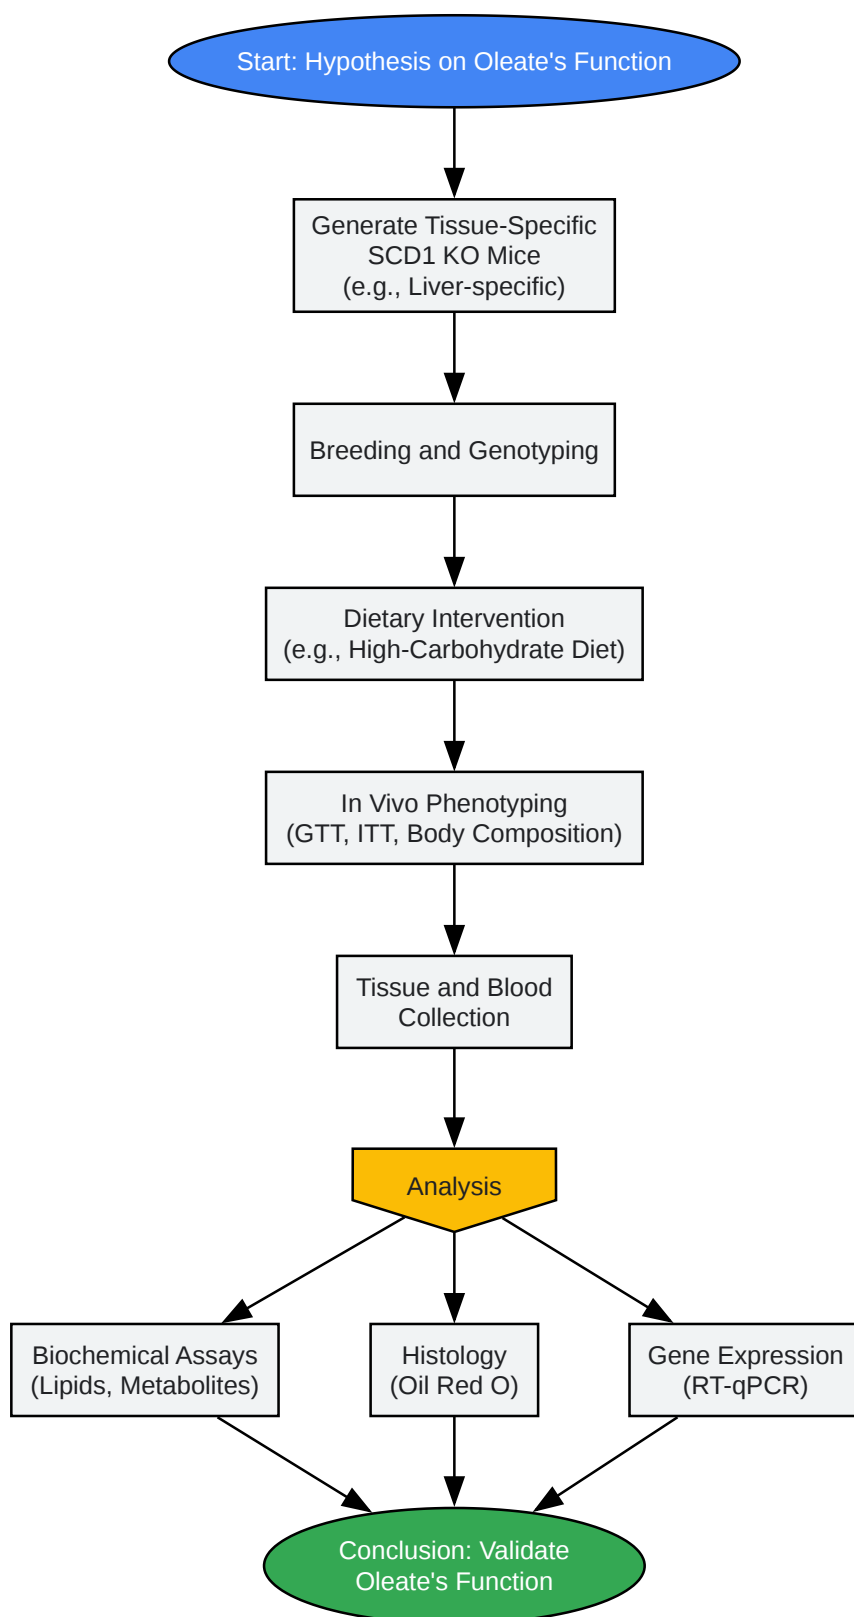 Start: Hypothesis on Oleate's Function
Generate Tissue-Specific
SCD1 KO Mice
(e.g., Liver-specific)
Breeding and Genotyping
Dietary Intervention
(e.g., High-Carbohydrate Diet)
In Vivo Phenotyping
(GTT, ITT, Body Composition)
Tissue and Blood
Collection
Analysis
Biochemical Assays
(Lipids, Metabolites)
Histology
(Oil Red O)
Gene Expression
(RT-qPCR)
Conclusion: Validate
Oleate's Function